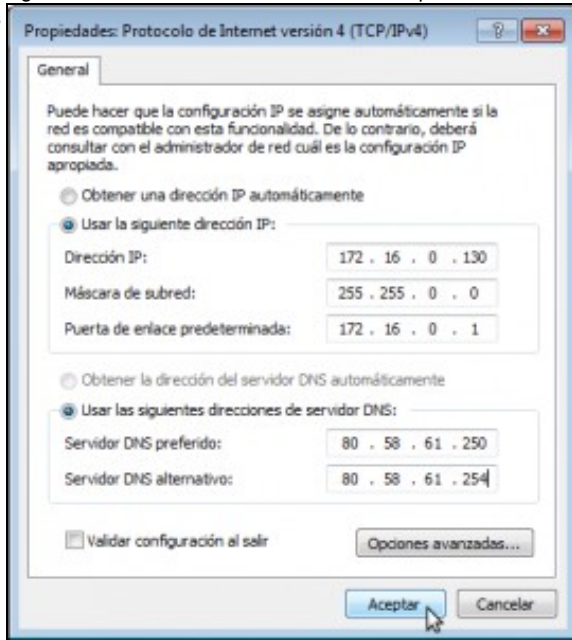 Propiedades: Protocolo de Internet versión 4 (TCP/IPv4)
General
Puede hacer que la configuración IP se asigne automáticamente si la
red es compatible con esta funcionalidad. De lo contrario, deberá
consultar con el administrador de red cuál es la configuración IP
apropiada.
Obtener una dirección IP automáticamente
Usar la siguiente dirección IP:
Dirección IP: 172 . 16 . 0 . 130
Máscara de subred: 255 . 255 . 0 . 0
Puerta de enlace predeterminada: 172 . 16 . 0 . 1
Obtener la dirección del servidor DNS automáticamente
Usar las siguientes direcciones de servidor DNS:
Servidor DNS preferido: 80 . 58 . 61 . 250
Servidor DNS alternativo: 80 . 58 . 61 . 254
Validar configuración al salir Opciones avanzadas...
Aceptar Cancelar